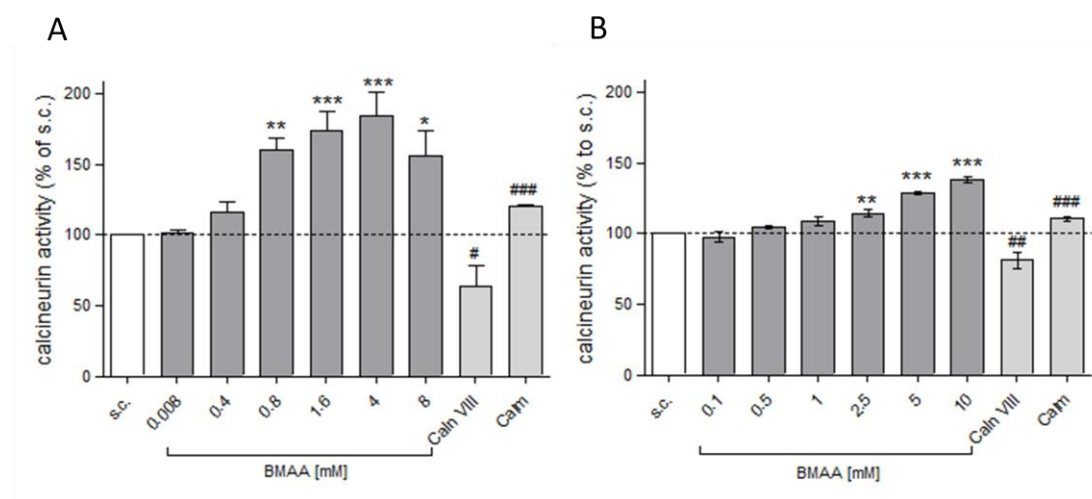 A
calcineurin activity (% of s.c.)
200
150
100
50
0
**
***
***
*
#
###
s.c.
0.008
0.4
0.8
1.6
4
8
Caln VIII
Calm
BMAA [mM]
B
calcineurin activity (% to s.c.)
200
150
100
50
0
**
***
***
##
###
s.c.
0.1
0.5
1
2.5
5
10
Caln VIII
Calm
BMAA [mM]